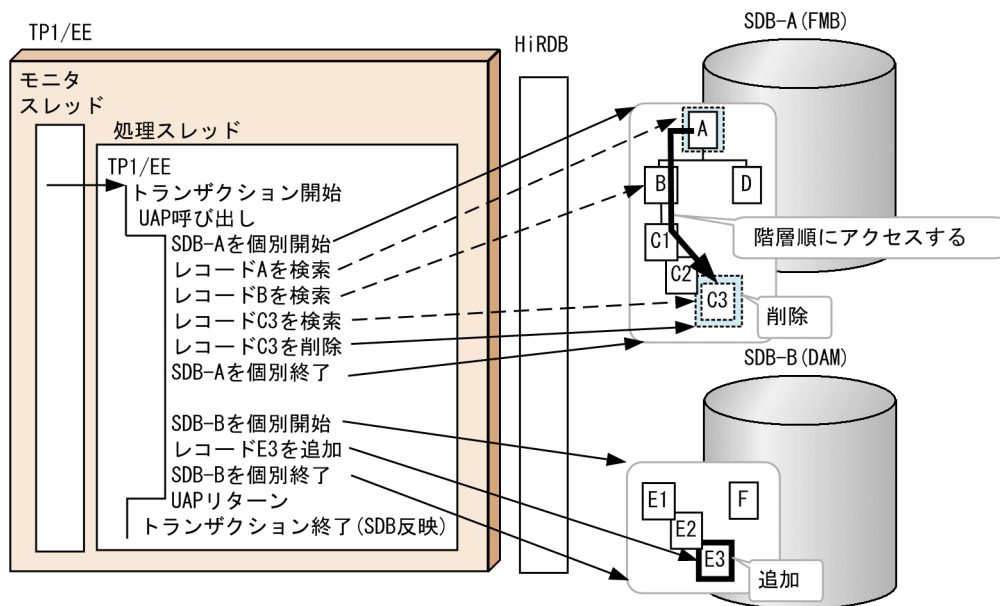 TP1/EE
モニタ
スレッド
処理スレッド
TP1/EE
トランザクション開始
UAP呼び出し
SDB-Aを個別開始
レコードAを検索
レコードBを検索
レコードC3を検索
レコードC3を削除
SDB-Aを個別終了
SDB-Bを個別開始
レコードE3を追加
SDB-Bを個別終了
UAPリターン
トランザクション終了(SDB反映)
HiRDB
SDB-A(FMB)
A
B
D
C1
C2
C3
階層順にアクセスする
削除
SDB-B(DAM)
E1
F
E2
E3
追加